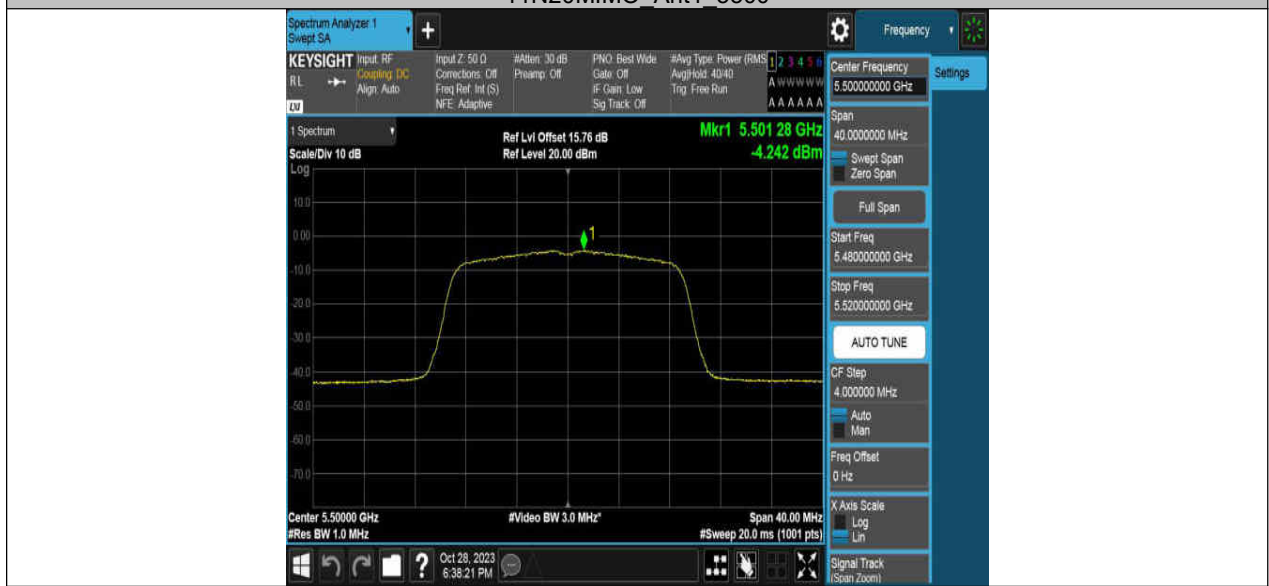 Spectrum Analyzer 1
Swept SA
+
Frequency
KEYSIGHT
RL
Input: RF
Coupling: DC
Align: Auto
Input Z: 50 Ω
Corrections: Off
Freq Ref: Int (S)
NFE: Adaptive
#Atten: 30 dB
Preamp: Off
PNO: Best Wide
Gate: Off
IF Gain: Low
Sig Track: Off
#Avg Type: Power (RMS
Avg|Hold: 40/40
Trig: Free Run
1 2 3 4 5 6
A W W W W W
A A A A A A
1 Spectrum
Scale/Div 10 dB
Log
Ref Lvl Offset 15.76 dB
Ref Level 20.00 dBm
Mkr1 5.501 28 GHz
-4.242 dBm
10.0
0.00
-10.0
-20.0
-30.0
-40.0
-50.0
-60.0
-70.0
1
Center 5.50000 GHz
#Res BW 1.0 MHz
#Video BW 3.0 MHz*
Span 40.00 MHz
#Sweep 20.0 ms (1001 pts)
Center Frequency
5.500000000 GHz
Settings
Span
40.0000000 MHz
Swept Span
Zero Span
Full Span
Start Freq
5.480000000 GHz
Stop Freq
5.520000000 GHz
AUTO TUNE
CF Step
4.000000 MHz
Auto
Man
Freq Offset
0 Hz
X Axis Scale
Log
Lin
Signal Track
(Span Zoom)
?
Oct 28, 2023
6:38:21 PM